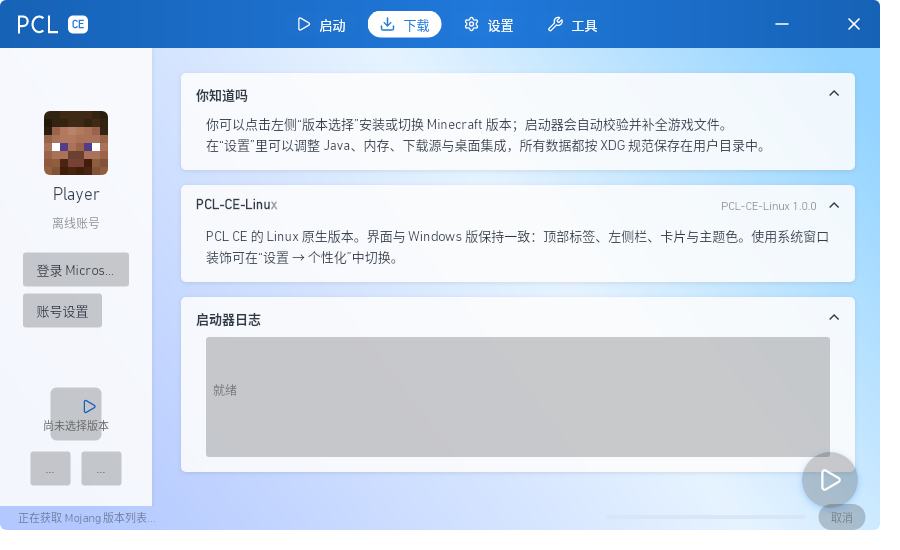 PCL CE
启动
下载
设置
工具
Player
离线账号
登录 Micros...
账号设置
尚未选择版本
...
...
你知道吗
你可以点击左侧“版本选择”安装或切换 Minecraft 版本；启动器会自动校验并补全游戏文件。
在“设置”里可以调整 Java、内存、下载源与桌面集成，所有数据都按 XDG 规范保存在用户目录中。
PCL-CE-Linux
PCL-CE-Linux 1.0.0
PCL CE 的 Linux 原生版本。界面与 Windows 版保持一致：顶部标签、左侧栏、卡片与主题色。使用系统窗口
装饰可在“设置 → 个性化”中切换。
启动器日志
就绪
正在获取 Mojang 版本列表...
取消